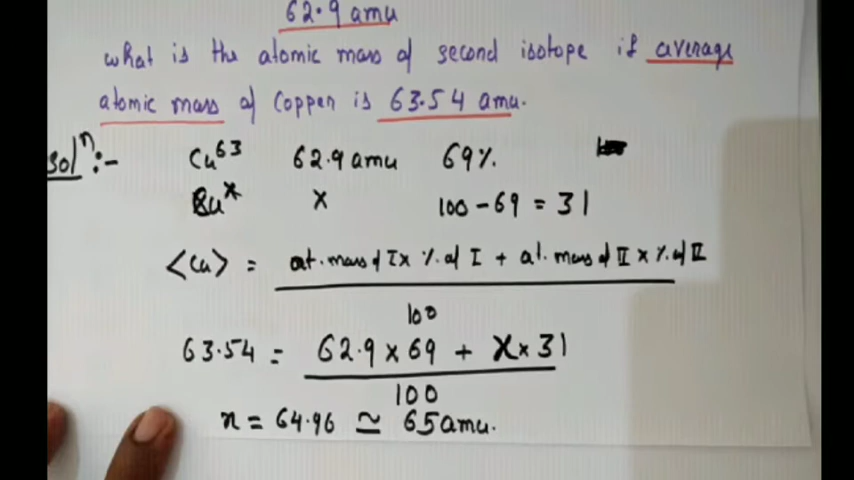 62.9 amu
what is the atomic mass of second isotope if average
atomic mass of Copper is 63.54 amu.
Solⁿ:- Cu⁶³ 62.9 amu 69%.
Cuˣ X 100 - 69 = 31
<Cu> = at. mass of I x %. of I + at. mass of II x %. of II
100
63.54 = 62.9 x 69 + X x 31
100
x = 64.96 ≃ 65 amu.